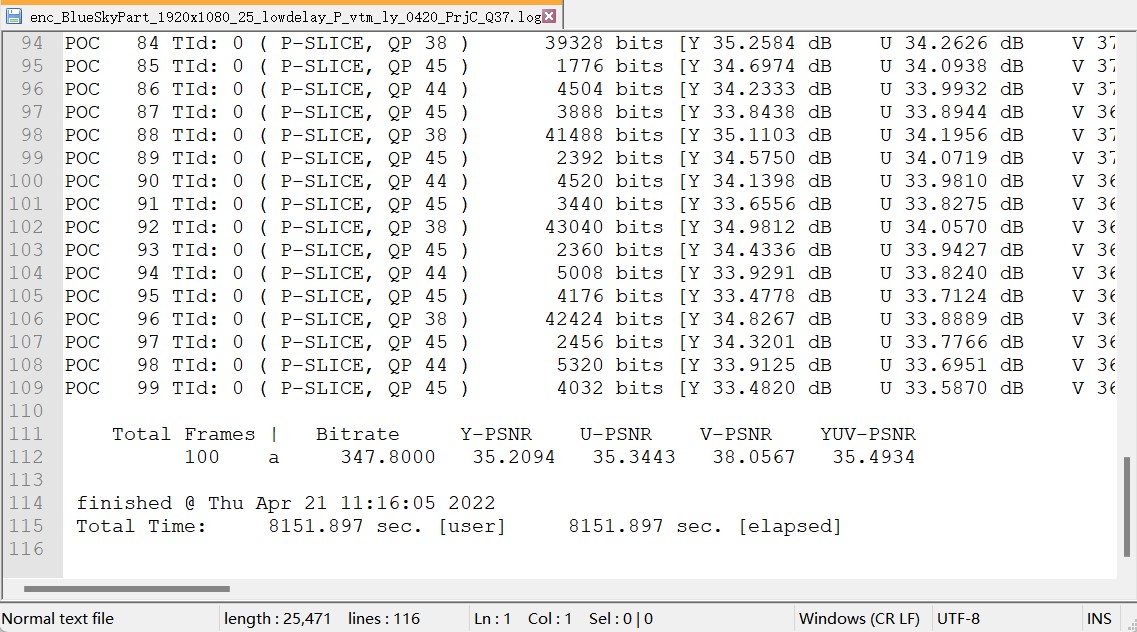 enc_BlueSkyPart_1920x1080_25_lowdelay_P_vtm_ly_0420_PrjC_Q37.log
94 POC 84 TId: 0 ( P-SLICE, QP 38 ) 39328 bits [Y 35.2584 dB U 34.2626 dB V 37
95 POC 85 TId: 0 ( P-SLICE, QP 45 ) 1776 bits [Y 34.6974 dB U 34.0938 dB V 37
96 POC 86 TId: 0 ( P-SLICE, QP 44 ) 4504 bits [Y 34.2333 dB U 33.9932 dB V 37
97 POC 87 TId: 0 ( P-SLICE, QP 45 ) 3888 bits [Y 33.8438 dB U 33.8944 dB V 36
98 POC 88 TId: 0 ( P-SLICE, QP 38 ) 41488 bits [Y 35.1103 dB U 34.1956 dB V 37
99 POC 89 TId: 0 ( P-SLICE, QP 45 ) 2392 bits [Y 34.5750 dB U 34.0719 dB V 37
100 POC 90 TId: 0 ( P-SLICE, QP 44 ) 4520 bits [Y 34.1398 dB U 33.9810 dB V 36
101 POC 91 TId: 0 ( P-SLICE, QP 45 ) 3440 bits [Y 33.6556 dB U 33.8275 dB V 36
102 POC 92 TId: 0 ( P-SLICE, QP 38 ) 43040 bits [Y 34.9812 dB U 34.0570 dB V 36
103 POC 93 TId: 0 ( P-SLICE, QP 45 ) 2360 bits [Y 34.4336 dB U 33.9427 dB V 36
104 POC 94 TId: 0 ( P-SLICE, QP 44 ) 5008 bits [Y 33.9291 dB U 33.8240 dB V 36
105 POC 95 TId: 0 ( P-SLICE, QP 45 ) 4176 bits [Y 33.4778 dB U 33.7124 dB V 36
106 POC 96 TId: 0 ( P-SLICE, QP 38 ) 42424 bits [Y 34.8267 dB U 33.8889 dB V 36
107 POC 97 TId: 0 ( P-SLICE, QP 45 ) 2456 bits [Y 34.3201 dB U 33.7766 dB V 36
108 POC 98 TId: 0 ( P-SLICE, QP 44 ) 5320 bits [Y 33.9125 dB U 33.6951 dB V 36
109 POC 99 TId: 0 ( P-SLICE, QP 45 ) 4032 bits [Y 33.4820 dB U 33.5870 dB V 36
110
111 Total Frames | Bitrate Y-PSNR U-PSNR V-PSNR YUV-PSNR
112 100 a 347.8000 35.2094 35.3443 38.0567 35.4934
113
114 finished @ Thu Apr 21 11:16:05 2022
115 Total Time: 8151.897 sec. [user] 8151.897 sec. [elapsed]
116
Normal text file length : 25,471 lines : 116 Ln : 1 Col : 1 Sel : 0 | 0 Windows (CR LF) UTF-8 INS